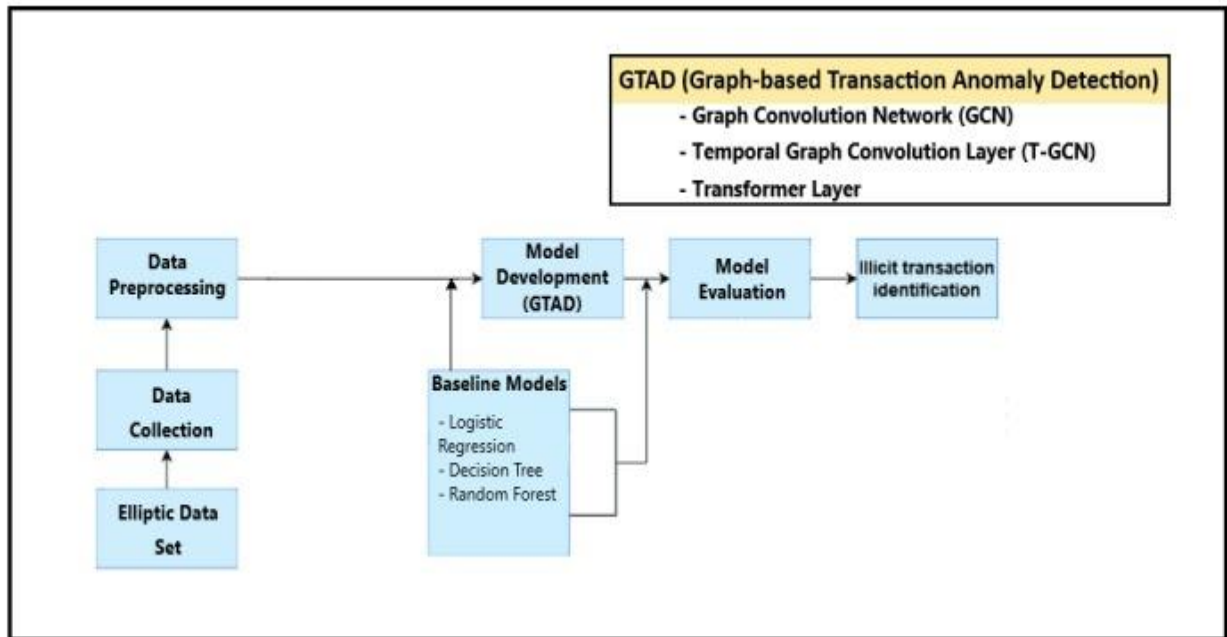 GTAD (Graph-based Transaction Anomaly Detection)
- Graph Convolution Network (GCN)
- Temporal Graph Convolution Layer (T-GCN)
- Transformer Layer
Data
Preprocessing
Model
Development
(GTAD)
Model
Evaluation
Illicit transaction
identification
Data
Collection
Baseline Models
- Logistic
Regression
- Decision Tree
- Random Forest
Elliptic Data
Set